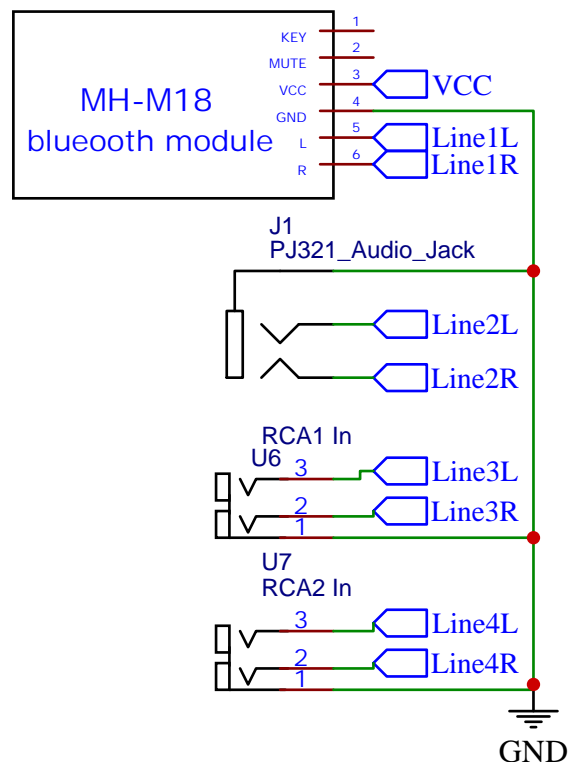 KEY 1
MUTE 2
VCC 3 VCC
MH-M18
GND 4
blueooth module
L 5 Line1L
R 6 Line1R
J1
PJ321_Audio_Jack
Line2L
Line2R
RCA1 In
U6
3 Line3L
2 Line3R
1
U7
RCA2 In
3 Line4L
2 Line4R
1
GND